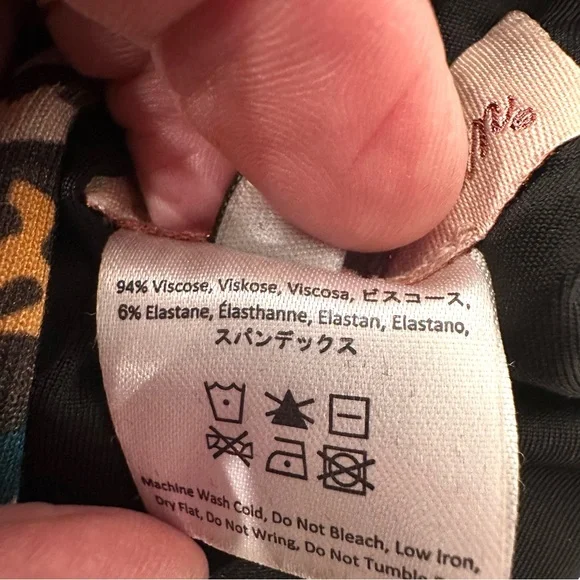 94% Viscose, Viskose, Viscosa, ビスコース,
6% Elastane, Élasthanne, Elastan, Elastano,
スパンデックス
Machine Wash Cold, Do Not Bleach, Low Iron,
Dry Flat, Do Not Wring, Do Not Tumble